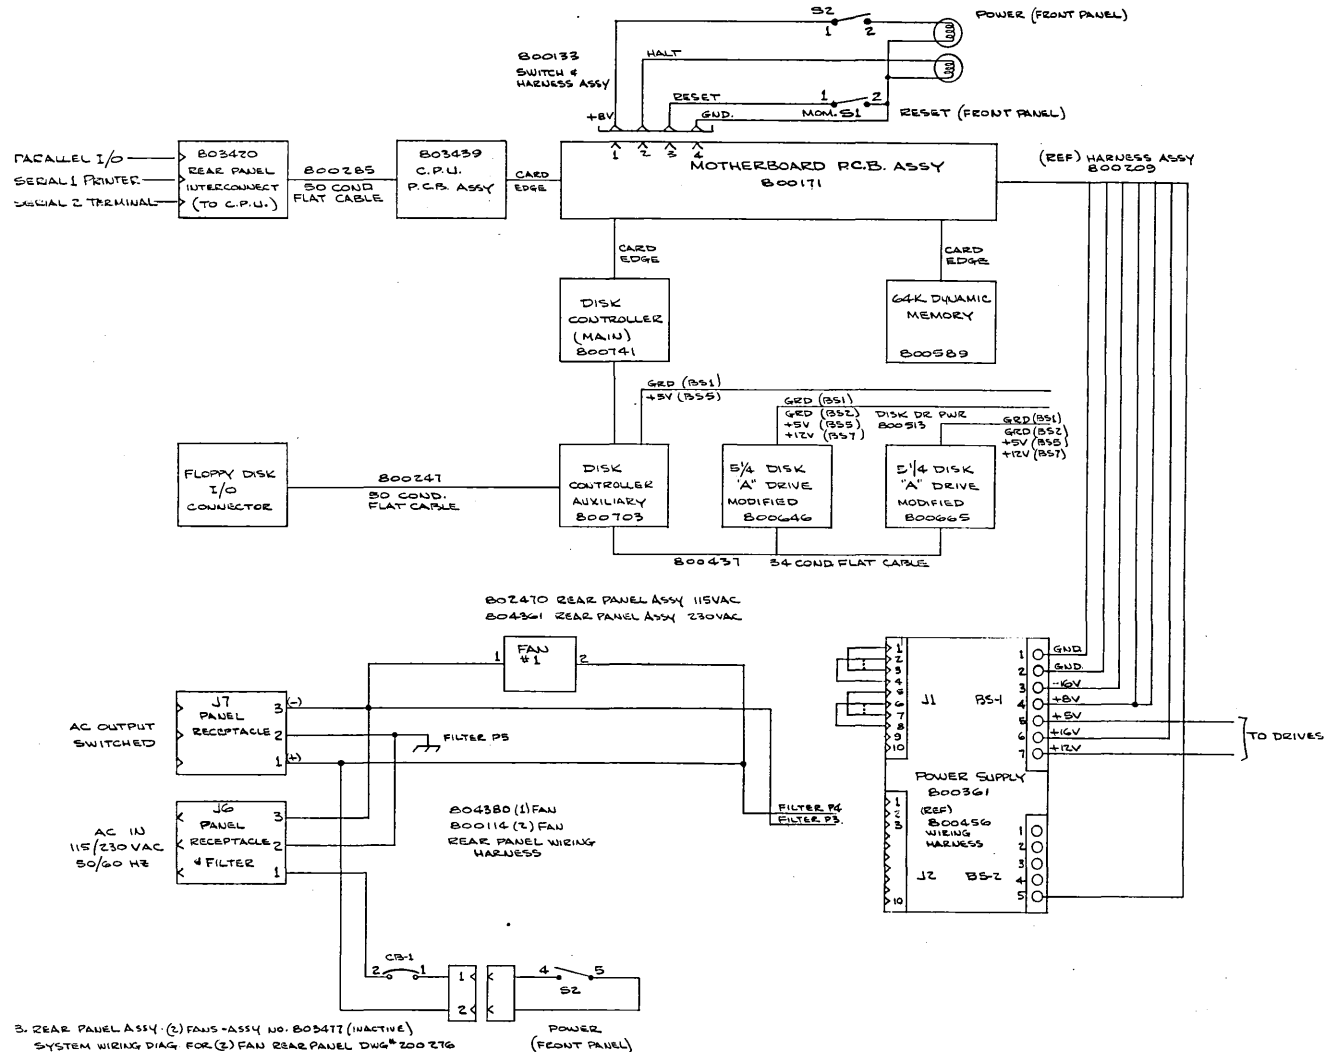 S2
1 2
POWER (FRONT PANEL)
800133
SWITCH &
HARNESS ASSY
HALT
RESET
1 2
MOM. S1
RESET (FRONT PANEL)
+8V
GND.
1 2 3 4
MOTHERBOARD P.C.B. ASSY
800171
(REF) HARNESS ASSY
800209
PARALLEL I/O
SERIAL 1 PRINTER
SERIAL 2 TERMINAL
803420
REAR PANEL
INTERCONNECT
(TO C.P.U.)
800285
50 COND
FLAT CABLE
803439
C.P.U.
P.C.B. ASSY
CARD
EDGE
CARD
EDGE
CARD
EDGE
DISK
CONTROLLER
(MAIN)
800741
64K DYNAMIC
MEMORY
800589
GRD (BS1)
+5V (BS5)
GRD (BS1)
GRD (BS2)
+5V (BS5)
+12V (BS7)
DISK DR PWR
800513
GRD (BS1)
GRD (BS2)
+5V (BS5)
+12V (BS7)
FLOPPY DISK
I/O
CONNECTOR
800247
50 COND.
FLAT CABLE
DISK
CONTROLLER
AUXILIARY
800703
5 1/4 DISK
"A" DRIVE
MODIFIED
800646
5 1/4 DISK
"A" DRIVE
MODIFIED
800665
800437 34 COND. FLAT CABLE
802470 REAR PANEL ASSY 115VAC
804361 REAR PANEL ASSY 230VAC
1
FAN
#1
2
AC OUTPUT
SWITCHED
J7
PANEL
RECEPTACLE
3 (-)
2
1 (+)
FILTER P5
AC IN
115/230 VAC
50/60 HZ
J6
PANEL
RECEPTACLE
& FILTER
3
2
1
804380 (1) FAN
800114 (2) FAN
REAR PANEL WIRING
HARNESS
FILTER P4
FILTER P3.
1
2
3
4
5
6
7
8
9
10
J1 BS-1
1 GND.
2 GND.
3 -16V
4 +8V
5 +5V
6 +16V
7 +12V
TO DRIVES
POWER SUPPLY
800361
(REF)
800456
WIRING
HARNESS
1
2
3
10
J2 BS-2
1
2
3
4
5
CB-1
2 1
1
2
4 5
S2
POWER
(FRONT PANEL)
3. REAR PANEL ASSY. (2) FANS - ASSY NO. 803477 (INACTIVE)
SYSTEM WIRING DIAG FOR (2) FAN REAR PANEL DWG # 200276